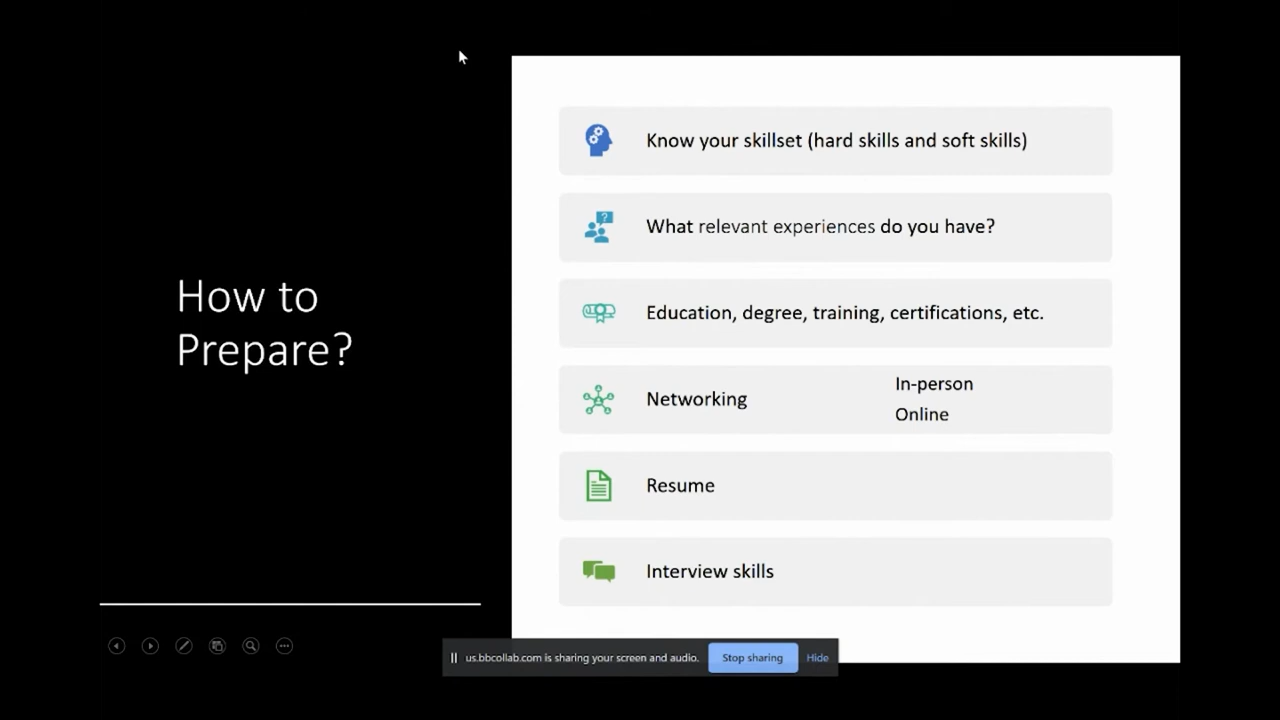 How to
Prepare?
Know your skillset (hard skills and soft skills)
?
What relevant experiences do you have?
Education, degree, training, certifications, etc.
Networking
In-person
Online
Resume
Interview skills
us.bbcollab.com is sharing your screen and audio.
Stop sharing
Hide